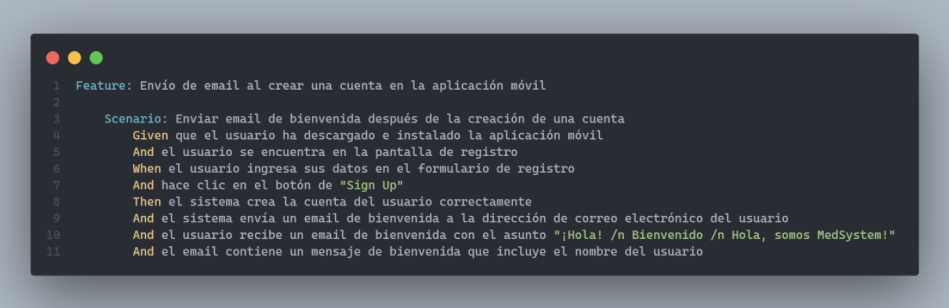 1 Feature: Envío de email al crear una cuenta en la aplicación móvil
2
3 Scenario: Enviar email de bienvenida después de la creación de una cuenta
4 Given que el usuario ha descargado e instalado la aplicación móvil
5 And el usuario se encuentra en la pantalla de registro
6 When el usuario ingresa sus datos en el formulario de registro
7 And hace clic en el botón de "Sign Up"
8 Then el sistema crea la cuenta del usuario correctamente
9 And el sistema envía un email de bienvenida a la dirección de correo electrónico del usuario
10 And el usuario recibe un email de bienvenida con el asunto "¡Hola! /n Bienvenido /n Hola, somos MedSystem!"
11 And el email contiene un mensaje de bienvenida que incluye el nombre del usuario